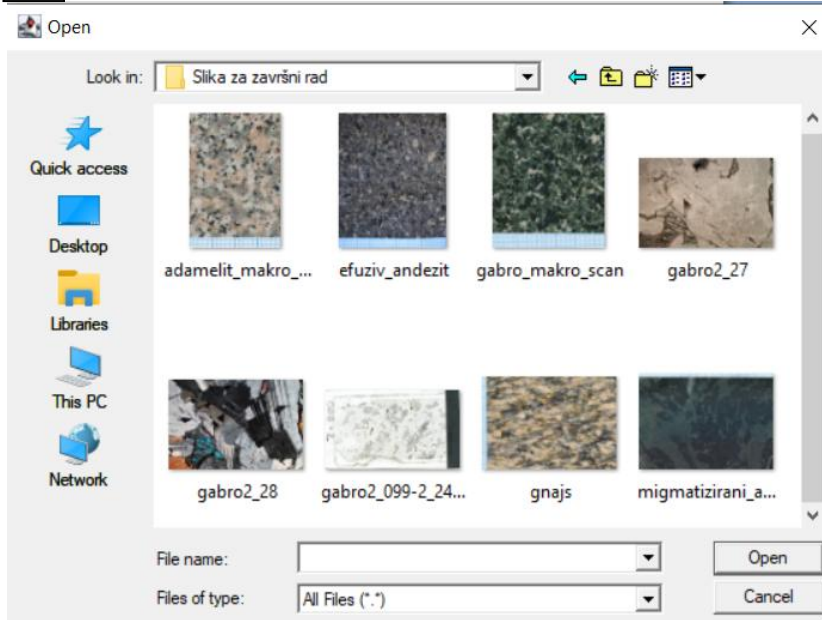 Open
Look in: Slika za završni rad
Quick access
Desktop
Libraries
This PC
Network
adamelit_makro_... efuziv_andezit gabro_makro_scan gabro2_27
gabro2_28 gabro2_099-2_24... gnajs migmatizirani_a...
File name: Open
Files of type: All Files (*.*) Cancel